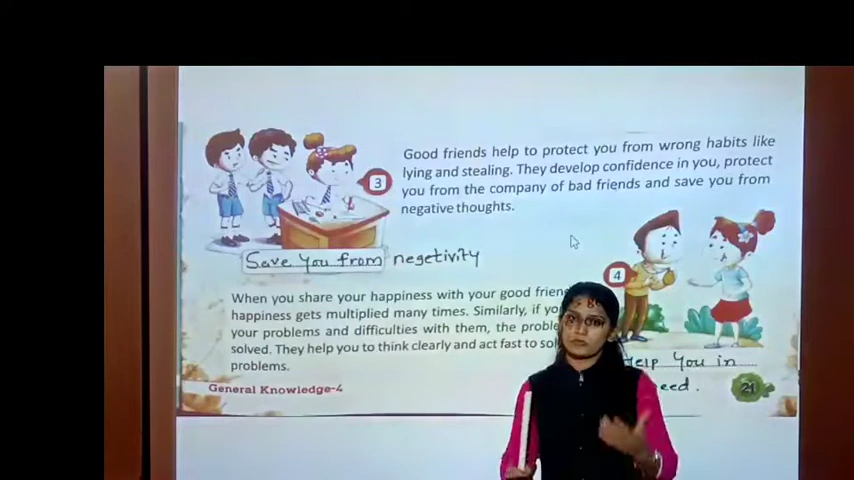 Good friends help to protect you from wrong habits like
lying and stealing. They develop confidence in you, protect
you from the company of bad friends and save you from
negative thoughts.
3
Save You from negetivity
When you share your happiness with your good frien
happiness gets multiplied many times. Similarly, if yo
your problems and difficulties with them, the proble
solved. They help you to think clearly and act fast to sol
problems.
4
elp You in
eed.
General Knowledge-4
21